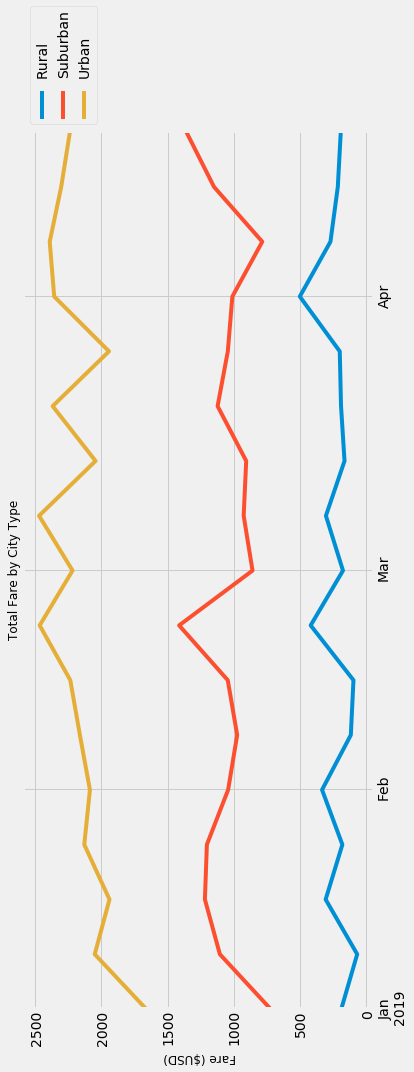 Total Fare by City Type
Rural
Suburban
Urban
Fare ($USD)
2500
2000
1500
1000
500
0
Jan
2019
Feb
Mar
Apr